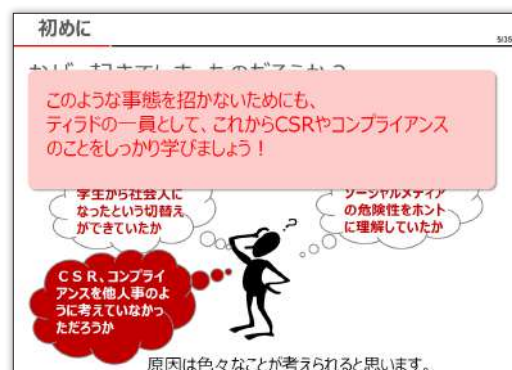 初めに
5/35
このような事態を招かないためにも、
ティラドの一員として、これからCSRやコンプライアンス
のことをしっかり学びましょう！
学生から社会人に
なったという切替え
ができていたか
ソーシャルメディア
の危険性をホント
に理解していたか
ＣＳＲ、コンプライ
アンスを他人事のよ
うに考えていなかっ
ただろうか
原因は色々なことが考えられると思います。